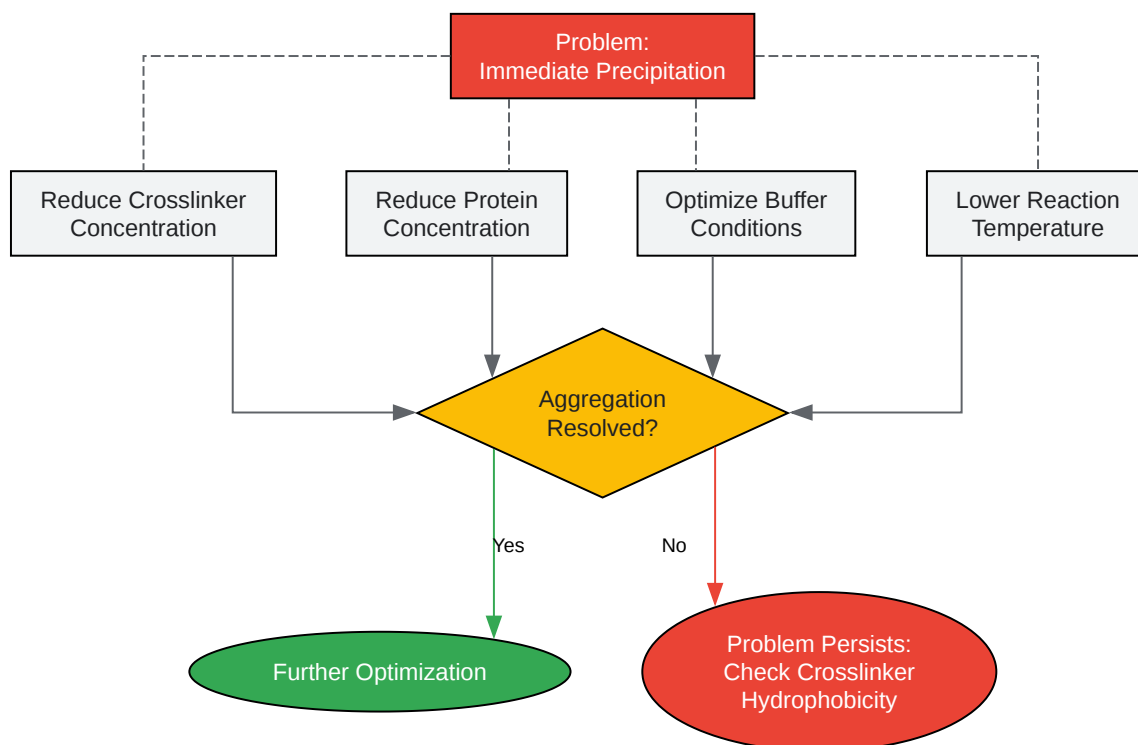 Problem:
Immediate Precipitation
Reduce Crosslinker
Concentration
Reduce Protein
Concentration
Optimize Buffer
Conditions
Lower Reaction
Temperature
Aggregation
Resolved?
Yes
No
Further Optimization
Problem Persists:
Check Crosslinker
Hydrophobicity